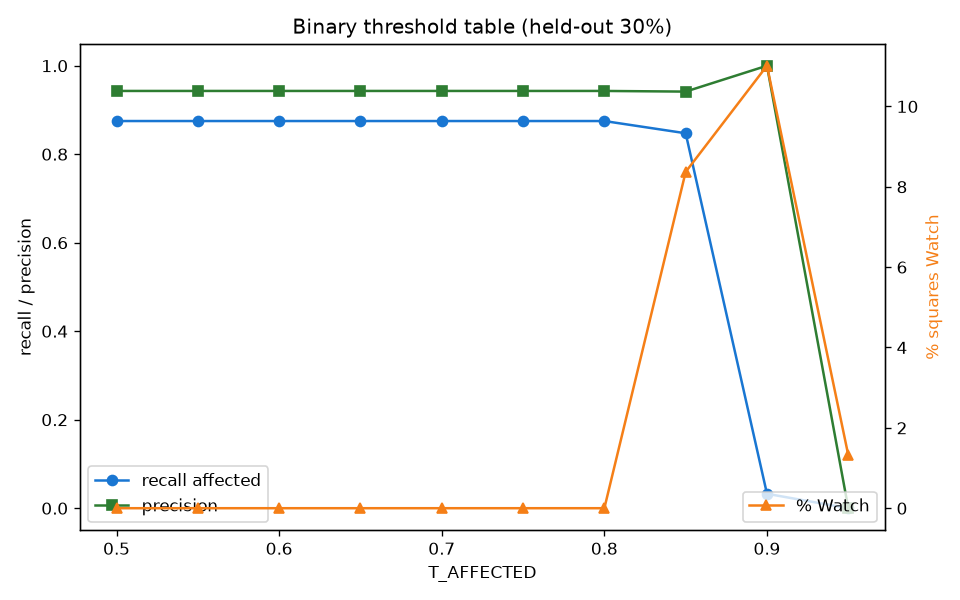 Binary threshold table (held-out 30%)
recall / precision
1.0
0.8
0.6
0.4
0.2
0.0
10
8
6
4
2
0
% squares Watch
recall affected
precision
% Watch
0.5
0.6
0.7
0.8
0.9
T_AFFECTED